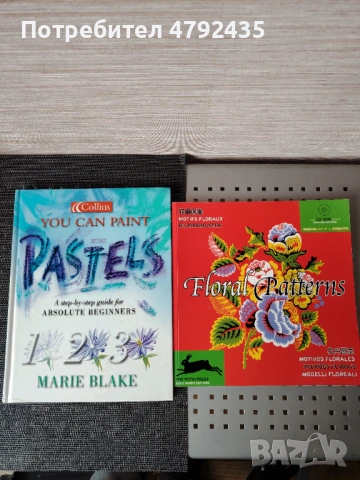 Потребител 4792435
Collins
YOU CAN PAINT
PASTELS
A step-by-step guide for
ABSOLUTE BEGINNERS
1 2 3
MARIE BLAKE
MOTIFS FLORAUX
Floral Patterns
MOTIVOS FLORALES
MODELLI FLOREALI
BAZAR